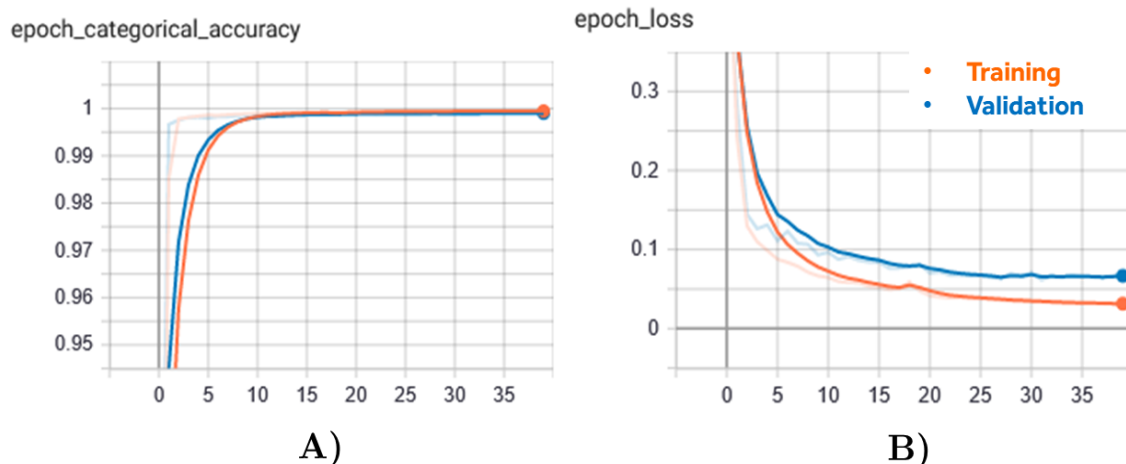 epoch_categorical_accuracy
1
0.99
0.98
0.97
0.96
0.95
0 5 10 15 20 25 30 35
A)
epoch_loss
Training
Validation
0.3
0.2
0.1
0
0 5 10 15 20 25 30 35
B)